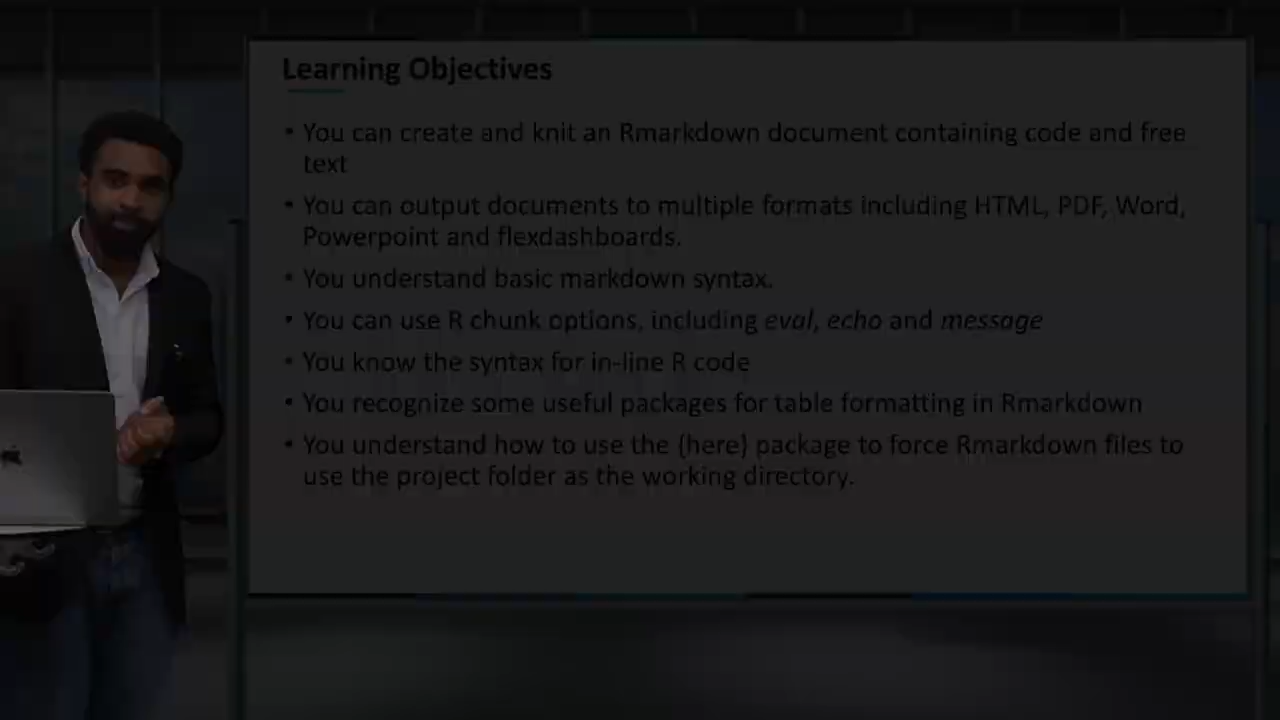 Learning Objectives
• You can create and knit an Rmarkdown document containing code and free
text
• You can output documents to multiple formats including HTML, PDF, Word,
Powerpoint and flexdashboards.
• You understand basic markdown syntax.
• You can use R chunk options, including eval, echo and message
• You know the syntax for in-line R code
• You recognize some useful packages for table formatting in Rmarkdown
• You understand how to use the {here} package to force Rmarkdown files to
use the project folder as the working directory.